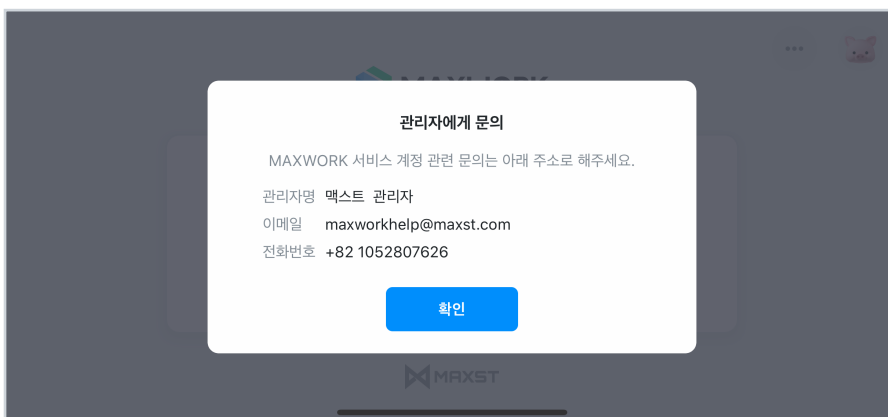 MAXWORK
관리자에게 문의
MAXWORK 서비스 계정 관련 문의는 아래 주소로 해주세요.
관리자명 맥스트 관리자
이메일 maxworkhelp@maxst.com
전화번호 +82 1052807626
확인
MAXST